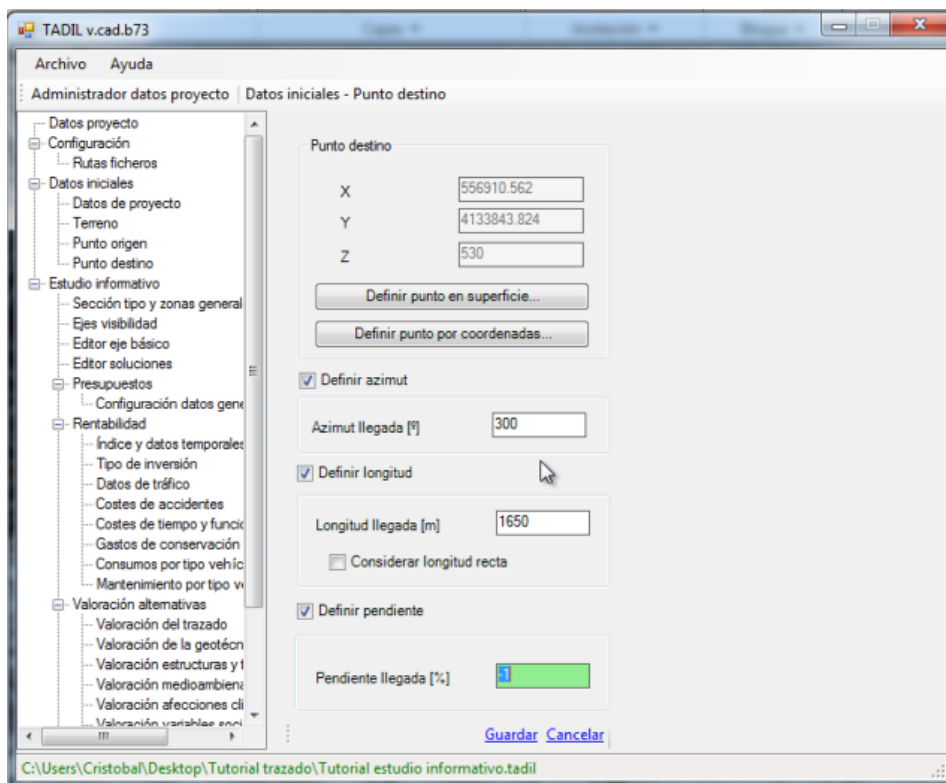 TADIL v.cad.b73
Archivo Ayuda
Administrador datos proyecto Datos iniciales - Punto destino
Datos proyecto
Configuración
Rutas ficheros
Datos iniciales
Datos de proyecto
Terreno
Punto origen
Punto destino
Estudio informativo
Sección tipo y zonas general
Ejes visibilidad
Editor eje básico
Editor soluciones
Presupuestos
Configuración datos gene
Rentabilidad
Índice y datos temporales
Tipo de inversión
Datos de tráfico
Costes de accidentes
Costes de tiempo y funcio
Gastos de conservación
Consumos por tipo vehíc
Mantenimiento por tipo v
Valoración alternativas
Valoración del trazado
Valoración de la geotécn
Valoración estructuras y t
Valoración medioambiena
Valoración afecciones cli
Valoración variables soci
Punto destino
X 556910.562
Y 4133843.824
Z 530
Definir punto en superficie...
Definir punto por coordenadas...
Definir azimut
Azimut llegada [º] 300
Definir longitud
Longitud llegada [m] 1650
Considerar longitud recta
Definir pendiente
Pendiente llegada [%] -1
Guardar Cancelar
C:\Users\Cristobal\Desktop\Tutorial trazado\Tutorial estudio informativo.tadil